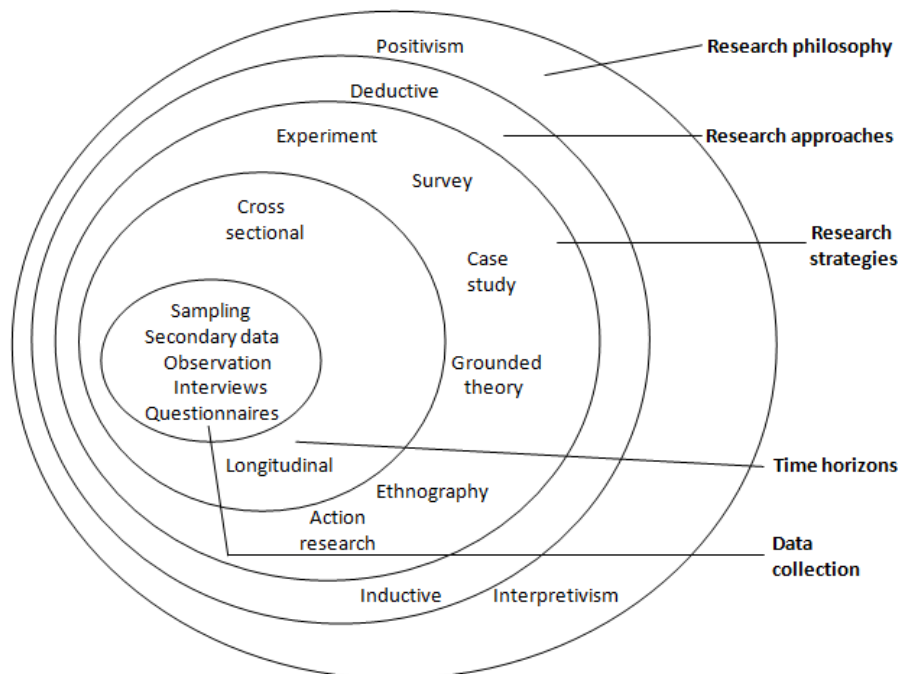 Positivism
Research philosophy
Deductive
Experiment
Research approaches
Survey
Cross
sectional
Research
strategies
Case
study
Sampling
Secondary data
Observation
Interviews
Questionnaires
Grounded
theory
Time horizons
Longitudinal
Ethnography
Action
research
Data
collection
Inductive
Interpretivism